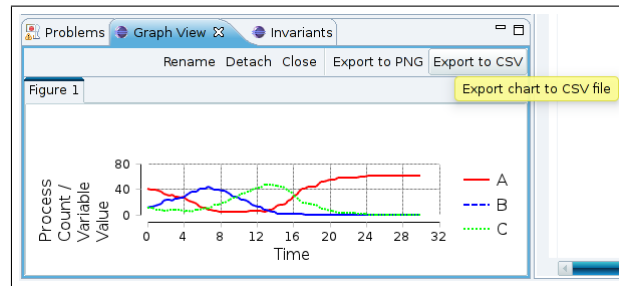 Problems Graph View Invariants
Rename Detach Close Export to PNG Export to CSV
Figure 1
Export chart to CSV file
Process
Count /
Variable
Value
80
40
0
0 4 8 12 16 20 24 28 32
Time
A
B
C